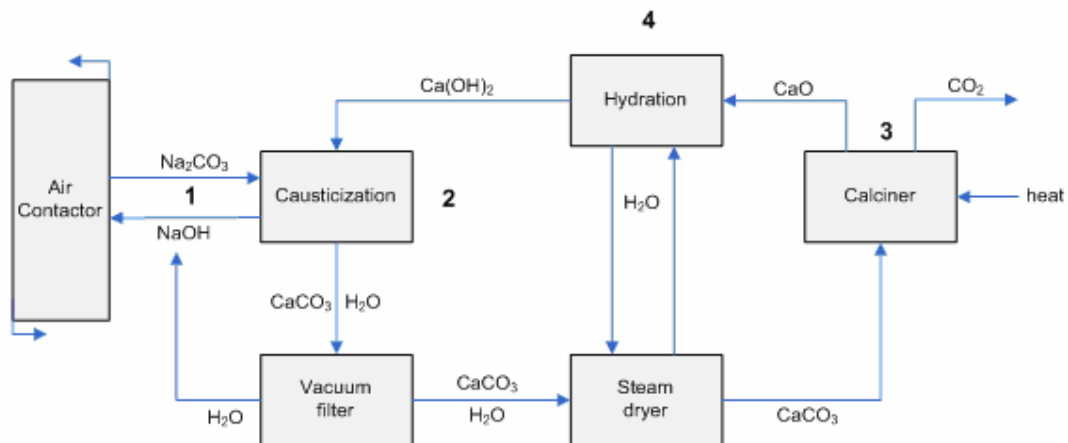 4
Ca(OH)₂
Hydration
CaO
CO₂
3
Na₂CO₃
Air
Contactor
1
Causticization
2
H₂O
Calciner
heat
NaOH
CaCO₃
H₂O
Vacuum
filter
CaCO₃
H₂O
Steam
dryer
H₂O
CaCO₃